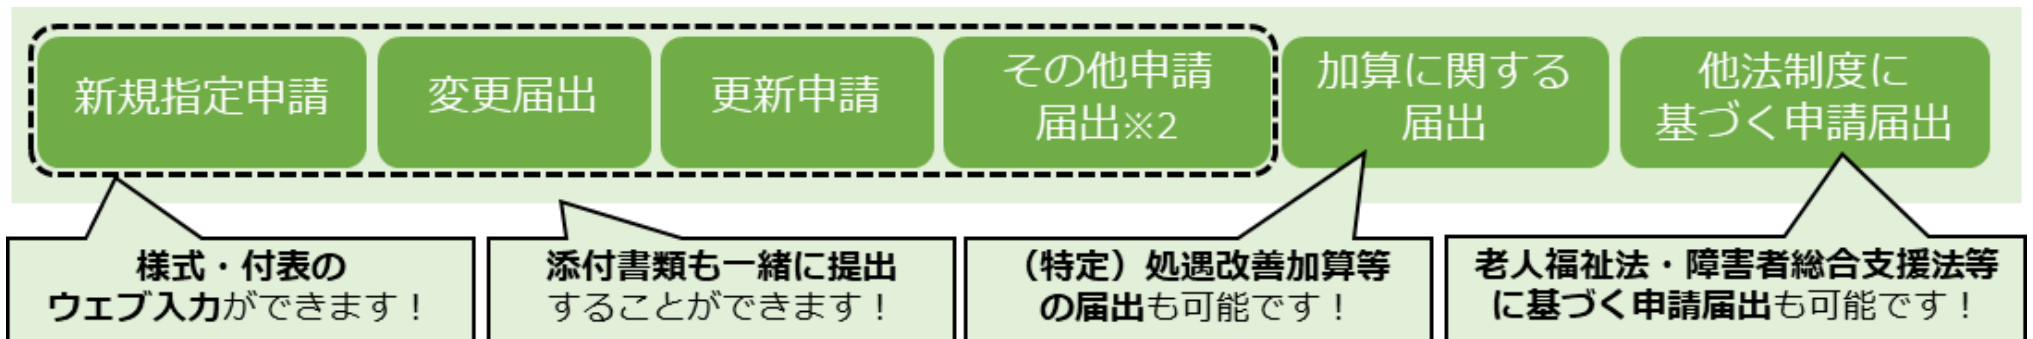 新規指定申請
変更届出
更新申請
その他申請
届出※2
加算に関する
届出
他法制度に
基づく申請届出
様式・付表の
ウェブ入力ができます！
添付書類も一緒に提出
することができます！
（特定）処遇改善加算等
の届出も可能です！
老人福祉法・障害者総合支援法等
に基づく申請届出も可能です！